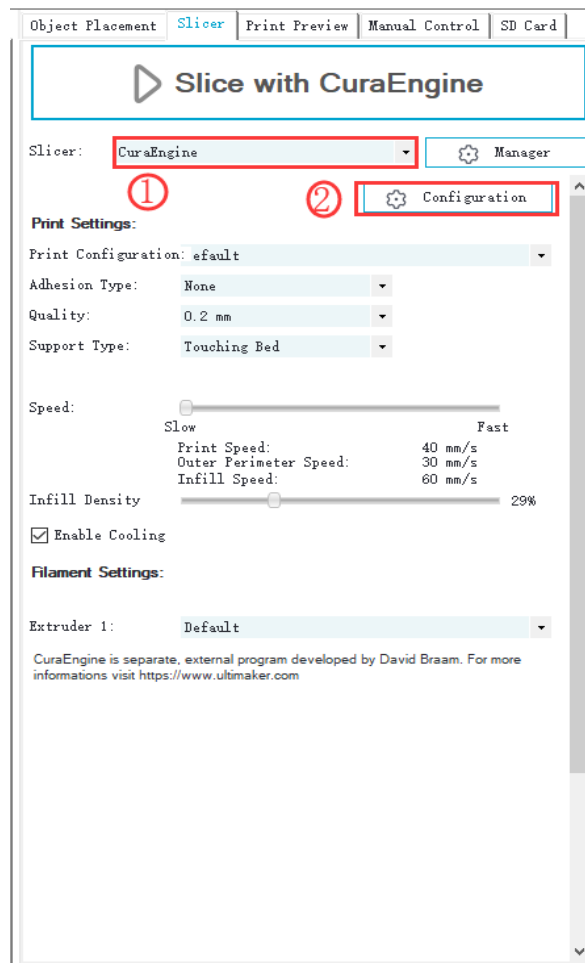 Object Placement Slicer Print Preview Manual Control SD Card
Slice with CuraEngine
Slicer: CuraEngine Manager
① ② Configuration
Print Settings:
Print Configuration: efault
Adhesion Type: None
Quality: 0.2 mm
Support Type: Touching Bed
Speed:
Slow Fast
Print Speed: 40 mm/s
Outer Perimeter Speed: 30 mm/s
Infill Speed: 60 mm/s
Infill Density 29%
Enable Cooling
Filament Settings:
Extruder 1: Default
CuraEngine is separate, external program developed by David Braam. For more
informations visit https://www.ultimaker.com